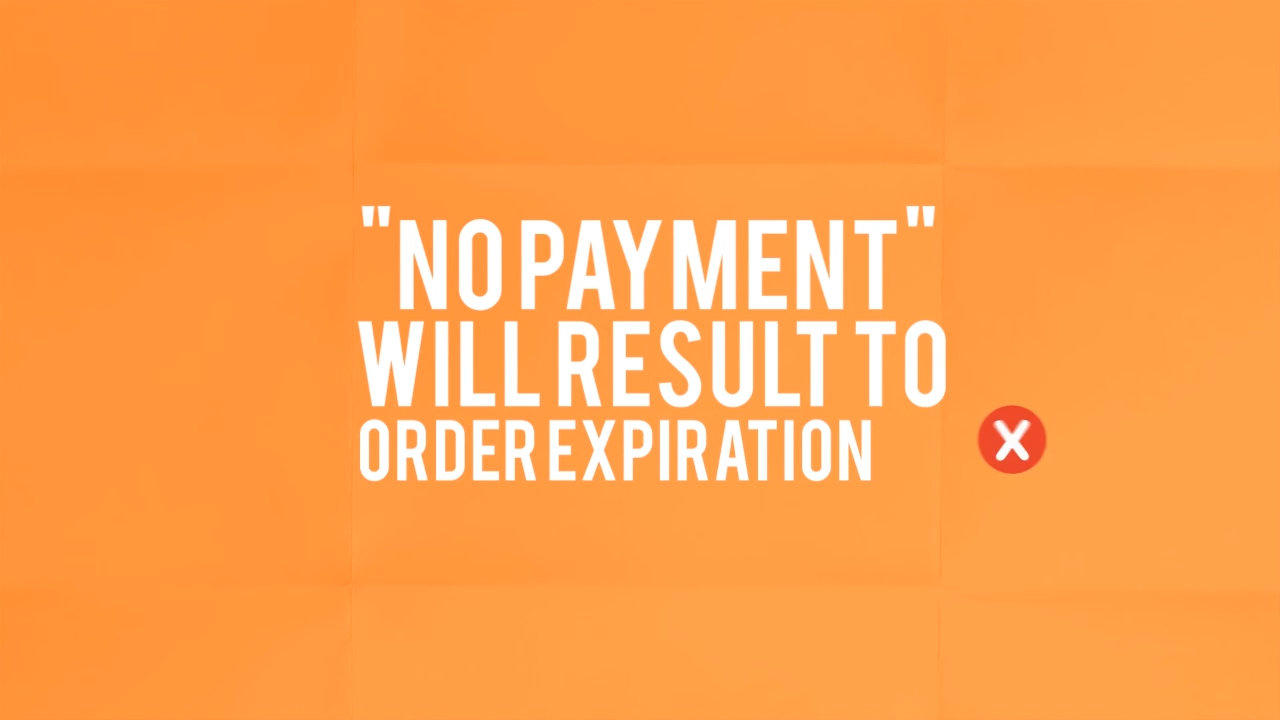 "NO PAYMENT"
WILL RESULT TO
ORDER EXPIRATION
X